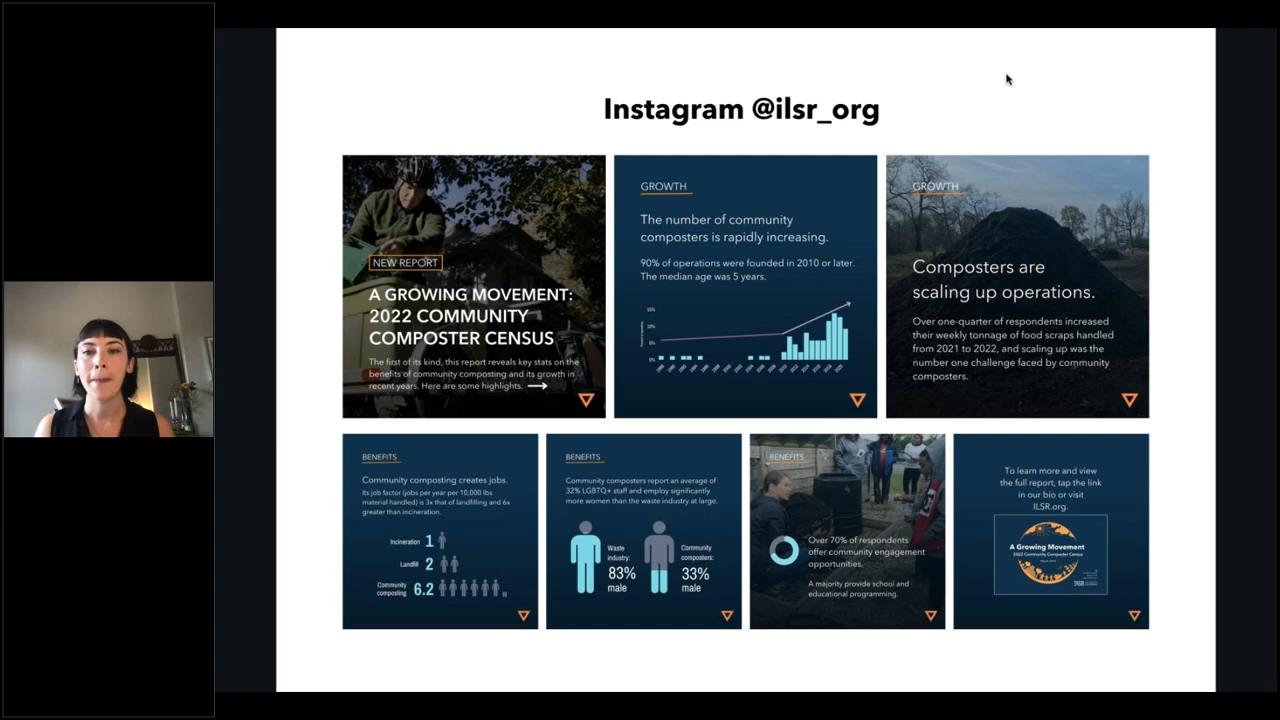 Instagram @ilsr_org
NEW REPORT
A GROWING MOVEMENT:
2022 COMMUNITY
COMPOSTER CENSUS
The first of its kind, this report reveals key stats on the
benefits of community composting and its growth in
recent years. Here are some highlights.
GROWTH
The number of community
composters is rapidly increasing.
90% of operations were founded in 2010 or later.
The median age was 5 years.
15%
10%
5%
0%
GROWTH
Composters are
scaling up operations.
Over one-quarter of respondents increased
their weekly tonnage of food scraps handled
from 2021 to 2022, and scaling up was the
number one challenge faced by community
composters.
BENEFITS
Community composting creates jobs.
Its job factor (jobs per year per 10,000 lbs
material handled) is 3x that of landfilling and 6x
greater than incineration.
Incineration 1
Landfill 2
Community
composting 6.2
BENEFITS
Community composters report an average of
32% LGBTQ+ staff and employ significantly
more women than the waste industry at large.
Waste
industry:
83%
male
Community
composters:
33%
male
BENEFITS
Over 70% of respondents
offer community engagement
opportunities.
A majority provide school and
educational programming.
To learn more and view
the full report, tap the link
in our bio or visit
ILSR.org.
A Growing Movement
2022 Community Composter Census
ILSR